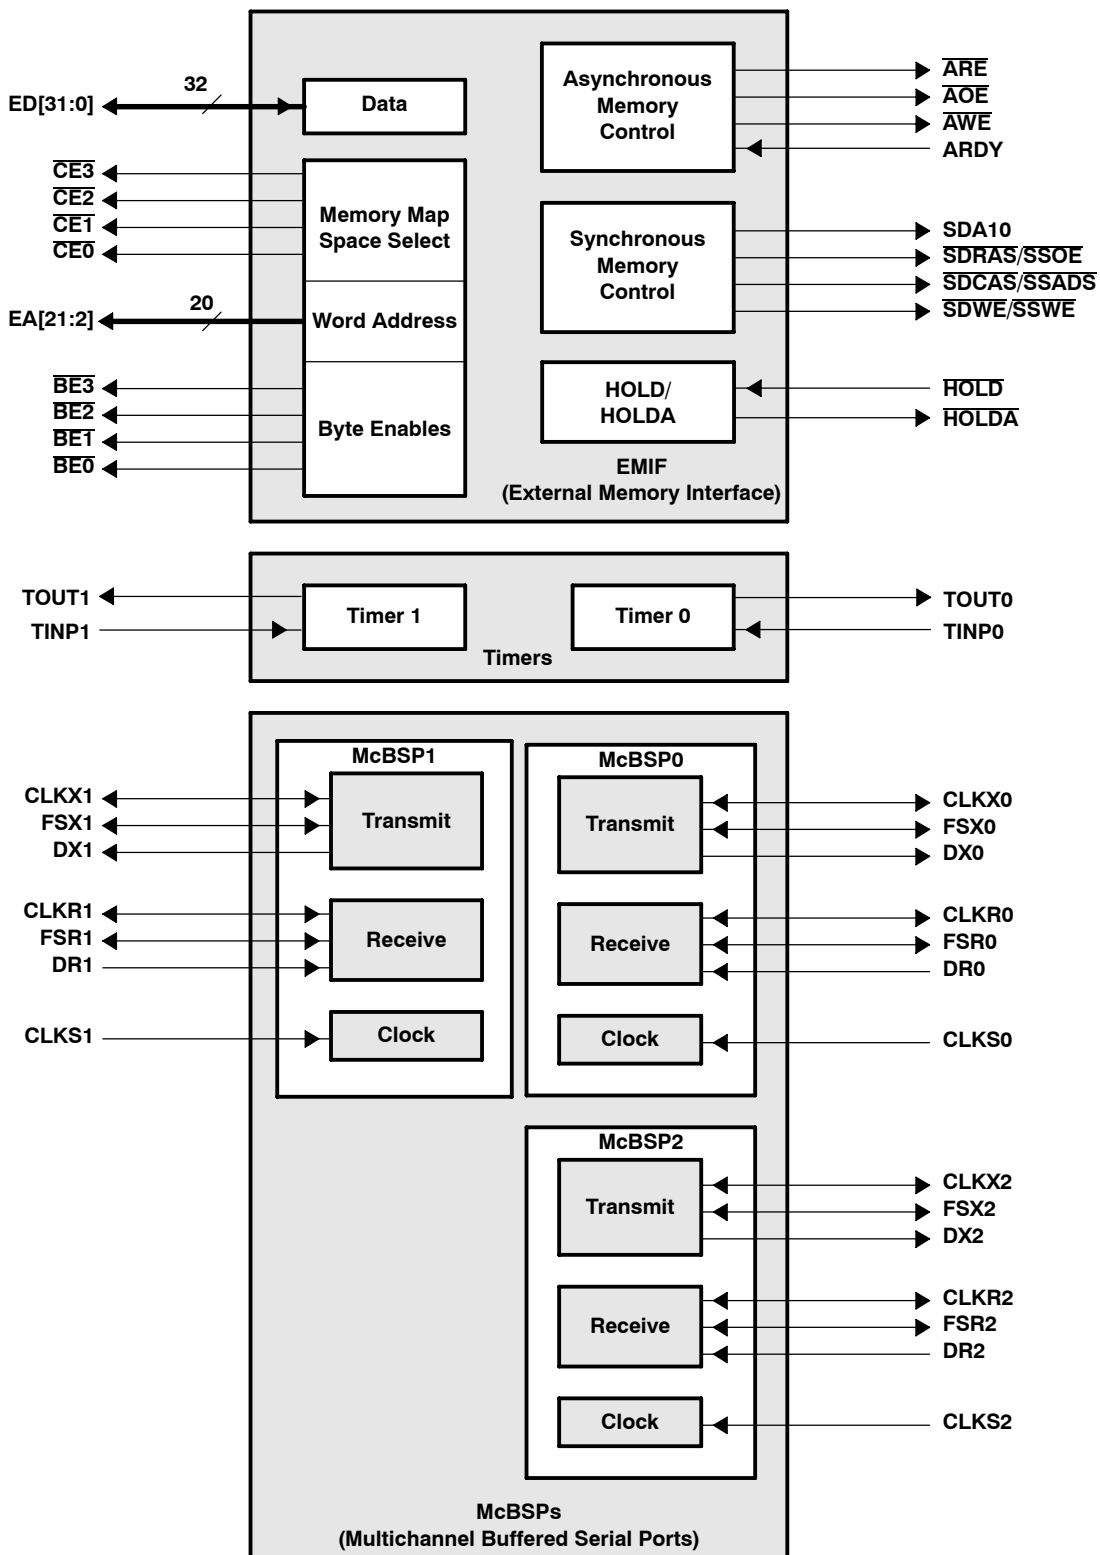 ED[31:0]
32
Data
CE3
CE2
CE1
CE0
Memory Map
Space Select
EA[21:2]
20
Word Address
BE3
BE2
BE1
BE0
Byte Enables
Asynchronous
Memory
Control
ARE
AOE
AWE
ARDY
Synchronous
Memory
Control
SDA10
SDRAS/SSOE
SDCAS/SSADS
SDWE/SSWE
HOLD/
HOLDA
HOLD
HOLDA
EMIF
(External Memory Interface)
TOUT1
TINP1
Timer 1
Timer 0
TOUT0
TINP0
Timers
McBSP1
CLKX1
FSX1
DX1
Transmit
CLKR1
FSR1
DR1
Receive
CLKS1
Clock
McBSP0
Transmit
CLKX0
FSX0
DX0
Receive
CLKR0
FSR0
DR0
Clock
CLKS0
McBSP2
Transmit
CLKX2
FSX2
DX2
Receive
CLKR2
FSR2
DR2
Clock
CLKS2
McBSPs
(Multichannel Buffered Serial Ports)